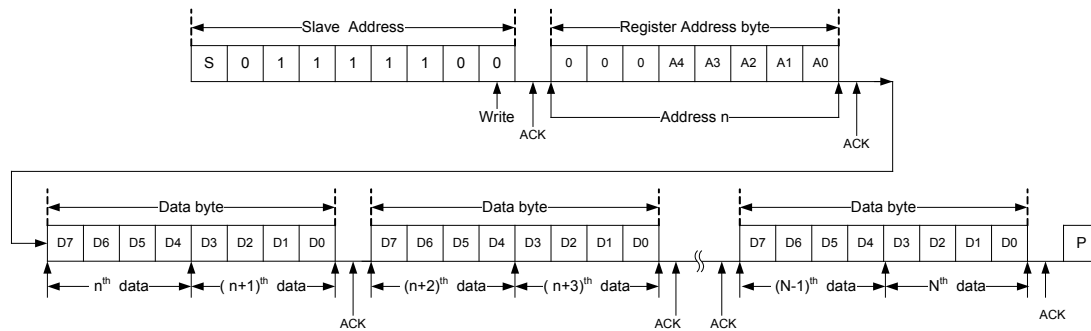 Slave Address Register Address byte
S 0 1 1 1 1 1 0 0 0 0 0 A4 A3 A2 A1 A0
Write ACK Address n ACK
Data byte Data byte Data byte
D7 D6 D5 D4 D3 D2 D1 D0 D7 D6 D5 D4 D3 D2 D1 D0 D7 D6 D5 D4 D3 D2 D1 D0 P
nth data ( n+1)th data (n+2)th data ( n+3)th data (N-1)th data Nth data
ACK ACK ACK ACK